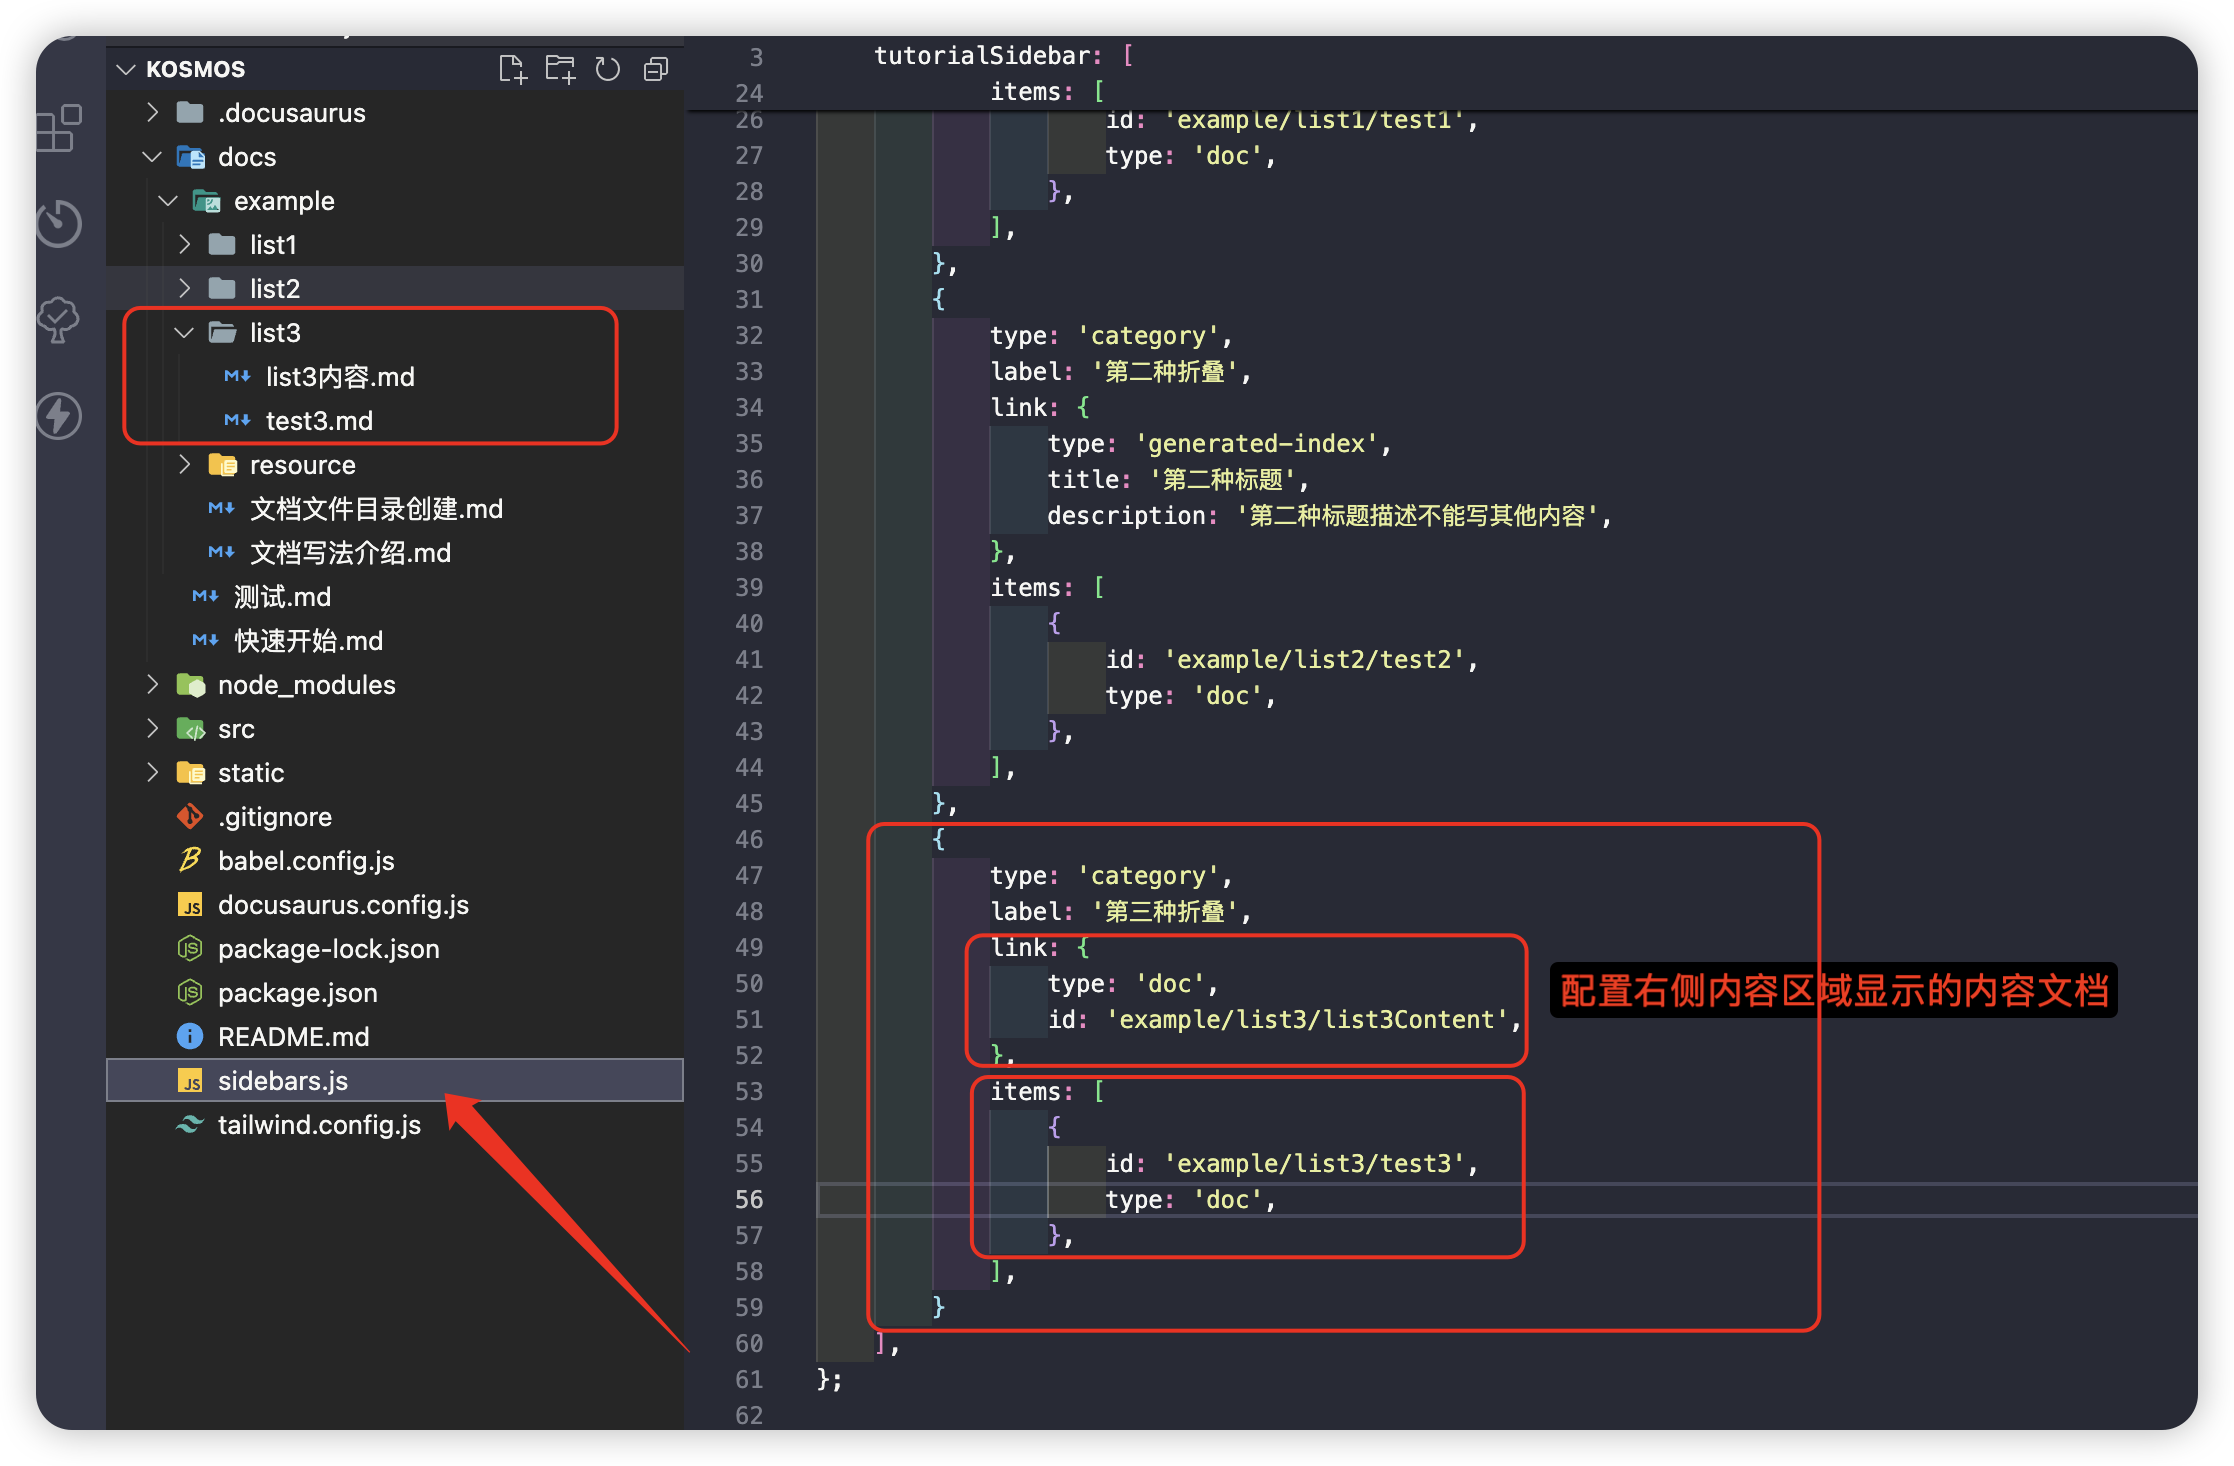 KOSMOS
.docusaurus
docs
example
list1
list2
list3
list3内容.md
test3.md
resource
文档文件目录创建.md
文档写法介绍.md
测试.md
快速开始.md
node_modules
src
static
.gitignore
babel.config.js
docusaurus.config.js
package-lock.json
package.json
README.md
sidebars.js
tailwind.config.js
3 tutorialSidebar: [
24 items: [
26 id: 'example/list1/test1',
27 type: 'doc',
28 },
29 ],
30 },
31 {
32 type: 'category',
33 label: '第二种折叠',
34 link: {
35 type: 'generated-index',
36 title: '第二种标题',
37 description: '第二种标题描述不能写其他内容',
38 },
39 items: [
40 {
41 id: 'example/list2/test2',
42 type: 'doc',
43 },
44 ],
45 },
46 {
47 type: 'category',
48 label: '第三种折叠',
49 link: {
50 type: 'doc',
51 id: 'example/list3/list3Content',
52 },
53 items: [
54 {
55 id: 'example/list3/test3',
56 type: 'doc',
57 },
58 ],
59 }
60 ],
61 };
62
配置右侧内容区域显示的内容文档